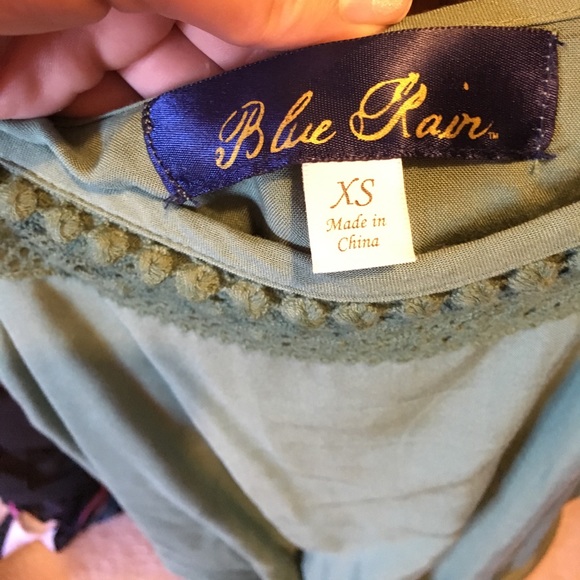 Blue Rain™
XS
Made in
China